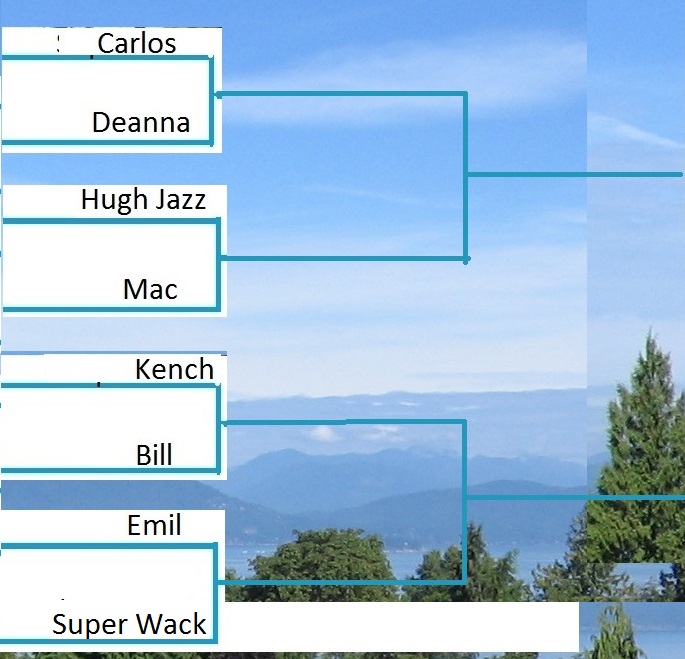 Carlos
Deanna
Hugh Jazz
Mac
Kench
Bill
Emil
Super Wack